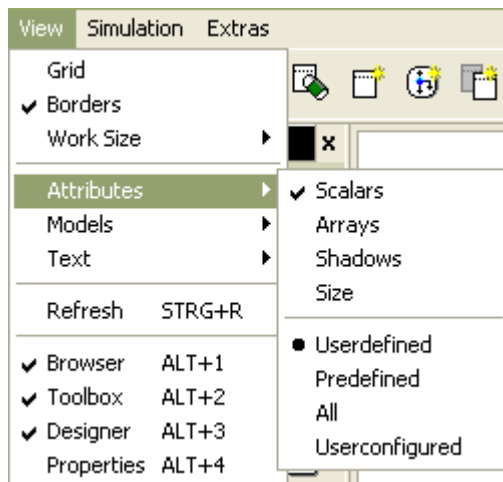 View Simulation Extras
Grid
Borders
Work Size
Attributes
Models
Text
Refresh STRG+R
Browser ALT+1
Toolbox ALT+2
Designer ALT+3
Properties ALT+4
Scalars
Arrays
Shadows
Size
Userdefined
Predefined
All
Userconfigured